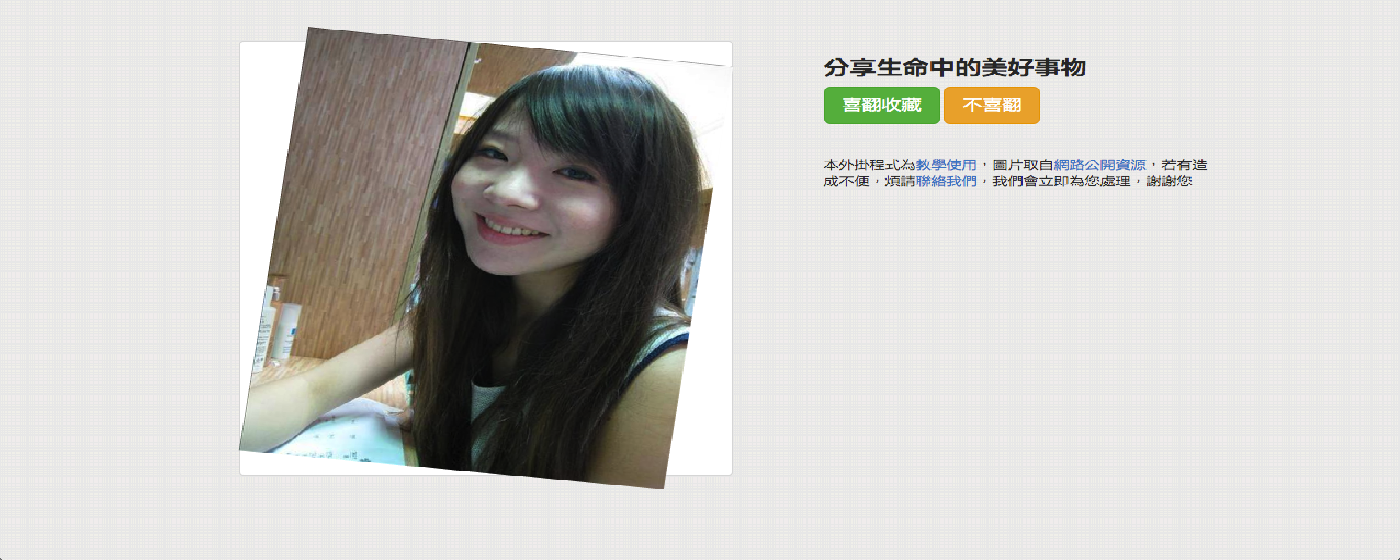 分享生命中的美好事物
喜翻收藏
不喜翻
本外掛程式為教學使用，圖片取自網路公開資源，若有造
成不便，煩請聯絡我們，我們會立即為您處理，謝謝您